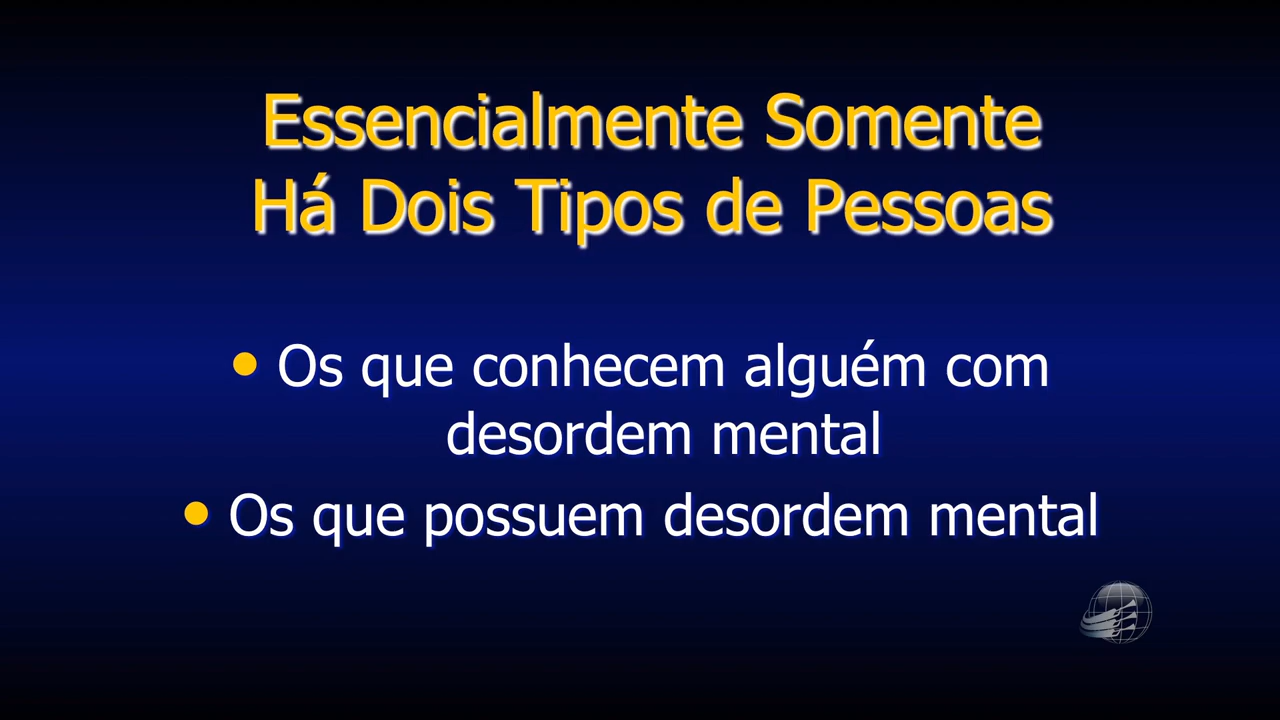 Essencialmente Somente
Há Dois Tipos de Pessoas
• Os que conhecem alguém com
desordem mental
• Os que possuem desordem mental